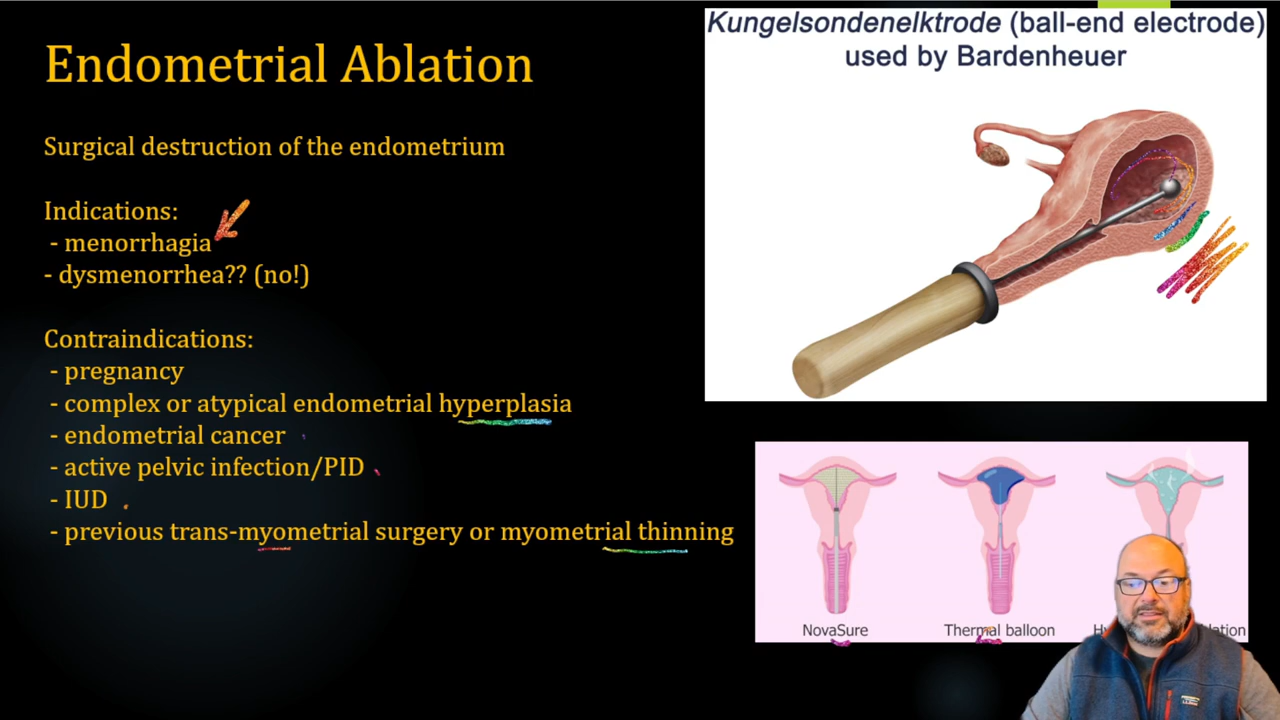 Endometrial Ablation
Surgical destruction of the endometrium
Indications:
- menorrhagia
- dysmenorrhea?? (no!)
Contraindications:
- pregnancy
- complex or atypical endometrial hyperplasia
- endometrial cancer
- active pelvic infection/PID
- IUD
- previous trans-myometrial surgery or myometrial thinning
Kungelsondenelktrode (ball-end electrode)
used by Bardenheuer
NovaSure
Thermal balloon